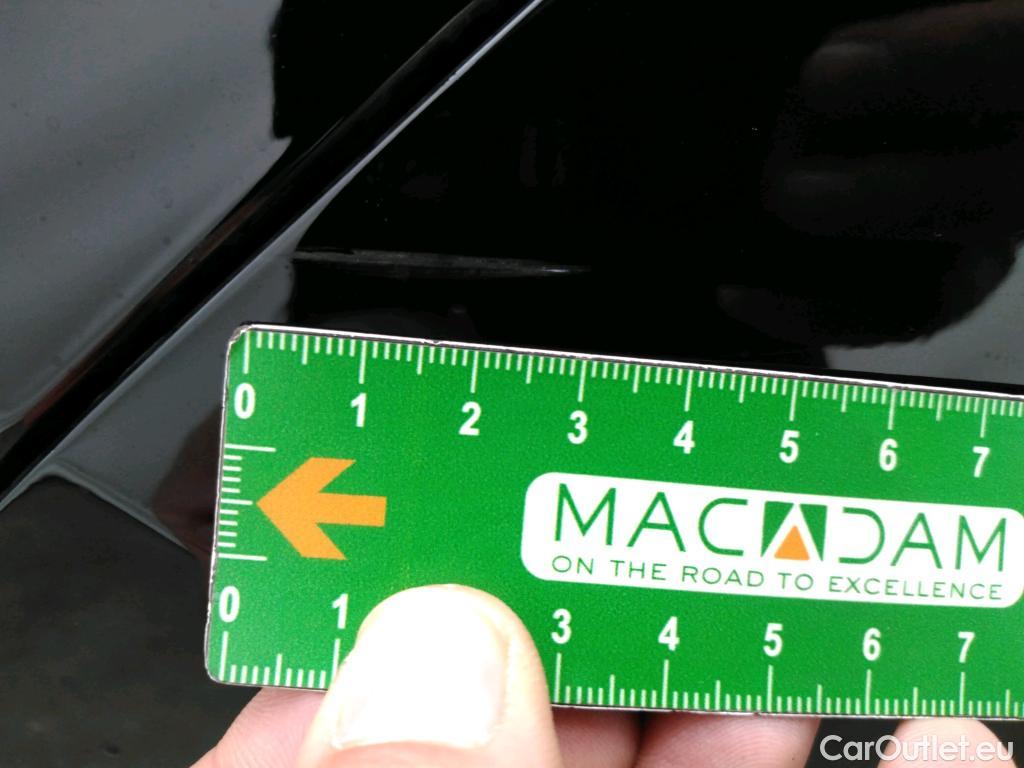 0 1 2 3 4 5 6 7
MACADAM
ON THE ROAD TO EXCELLENCE
0 1 3 4 5 6 7
CarOutlet.eu